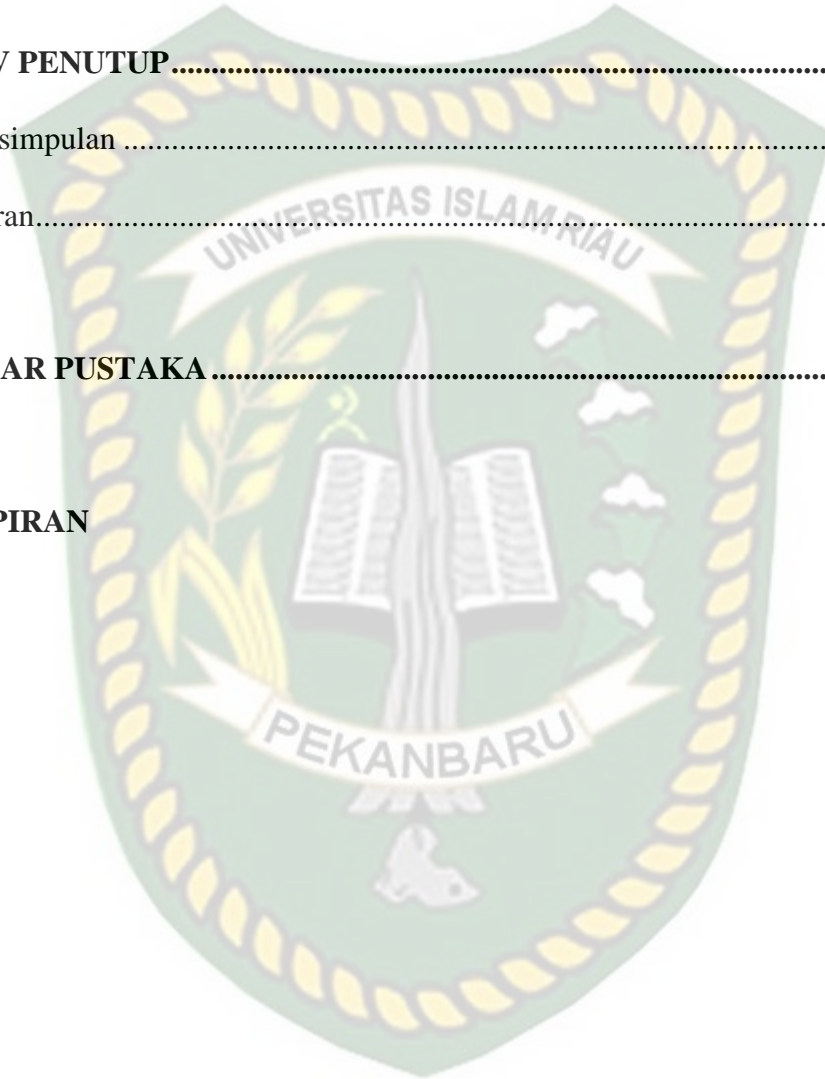 V PENUTUP........................................................................................
simpulan ................................................................................................
ran............................................................................................................
UNIVERSITAS ISLAM RIAU
AR PUSTAKA....................................................................................
PIRAN
PEKANBARU